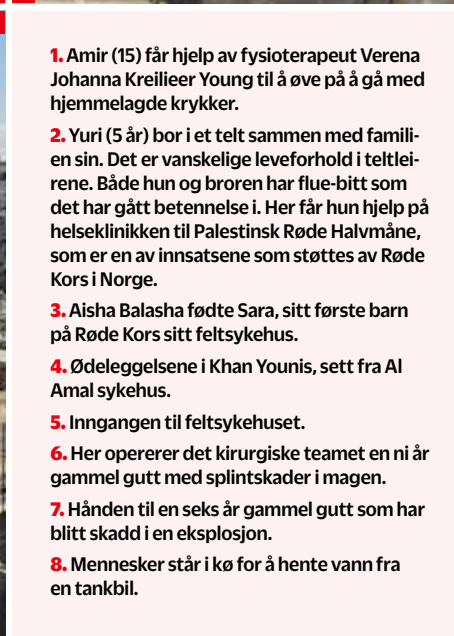 1. Amir (15) får hjelp av fysioterapeut Verena
Johanna Kreilieer Young til å øve på å gå med
hjemmelagde krykker.
2. Yuri (5 år) bor i et telt sammen med famili-
en sin. Det er vanskelige leveforhold i teltlei-
rene. Både hun og broren har flue-bitt som
det har gått betennelse i. Her får hun hjelp på
helseklinikken til Palestinsk Røde Halvmåne,
som er en av innsatsene som støttes av Røde
Kors i Norge.
3. Aisha Balasha fødte Sara, sitt første barn
på Røde Kors sitt feltsykehus.
4. Ødeleggelsene i Khan Younis, sett fra Al
Amal sykehus.
5. Inngangen til feltsykehuset.
6. Her opererer det kirurgiske teamet en ni år
gammel gutt med splintskader i magen.
7. Hånden til en seks år gammel gutt som har
blitt skadd i en eksplosjon.
8. Mennesker står i kø for å hente vann fra
en tankbil.